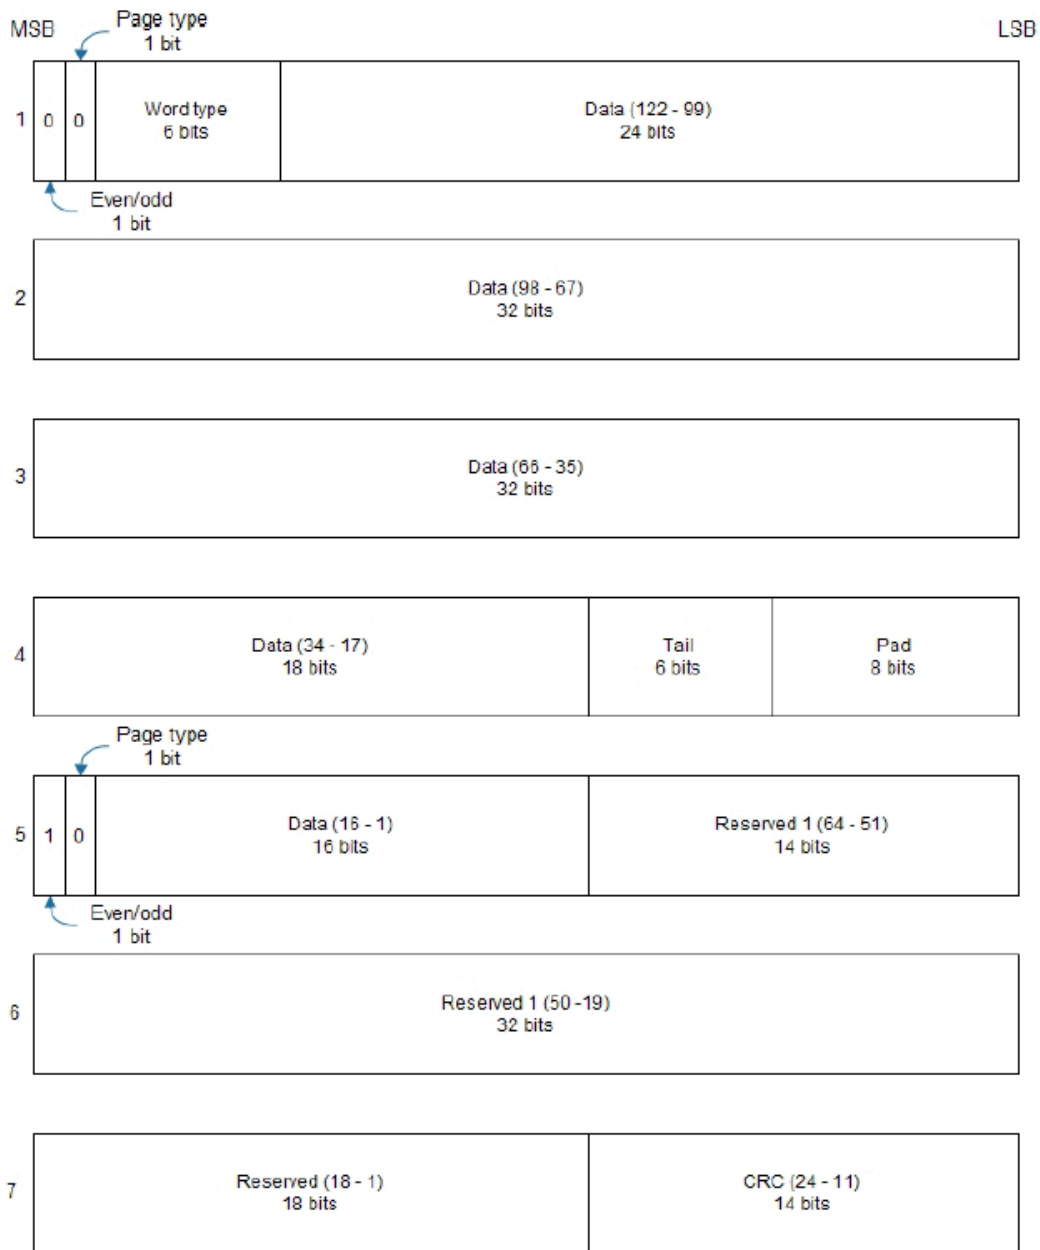 Page type
1 bit
MSB
LSB
1
0
0
Word type
6 bits
Data (122 - 99)
24 bits
Even/odd
1 bit
2
Data (98 - 67)
32 bits
3
Data (66 - 35)
32 bits
4
Data (34 - 17)
18 bits
Tail
6 bits
Pad
8 bits
Page type
1 bit
5
1
0
Data (16 - 1)
16 bits
Reserved 1 (64 - 51)
14 bits
Even/odd
1 bit
6
Reserved 1 (50 -19)
32 bits
7
Reserved (18 - 1)
18 bits
CRC (24 - 11)
14 bits